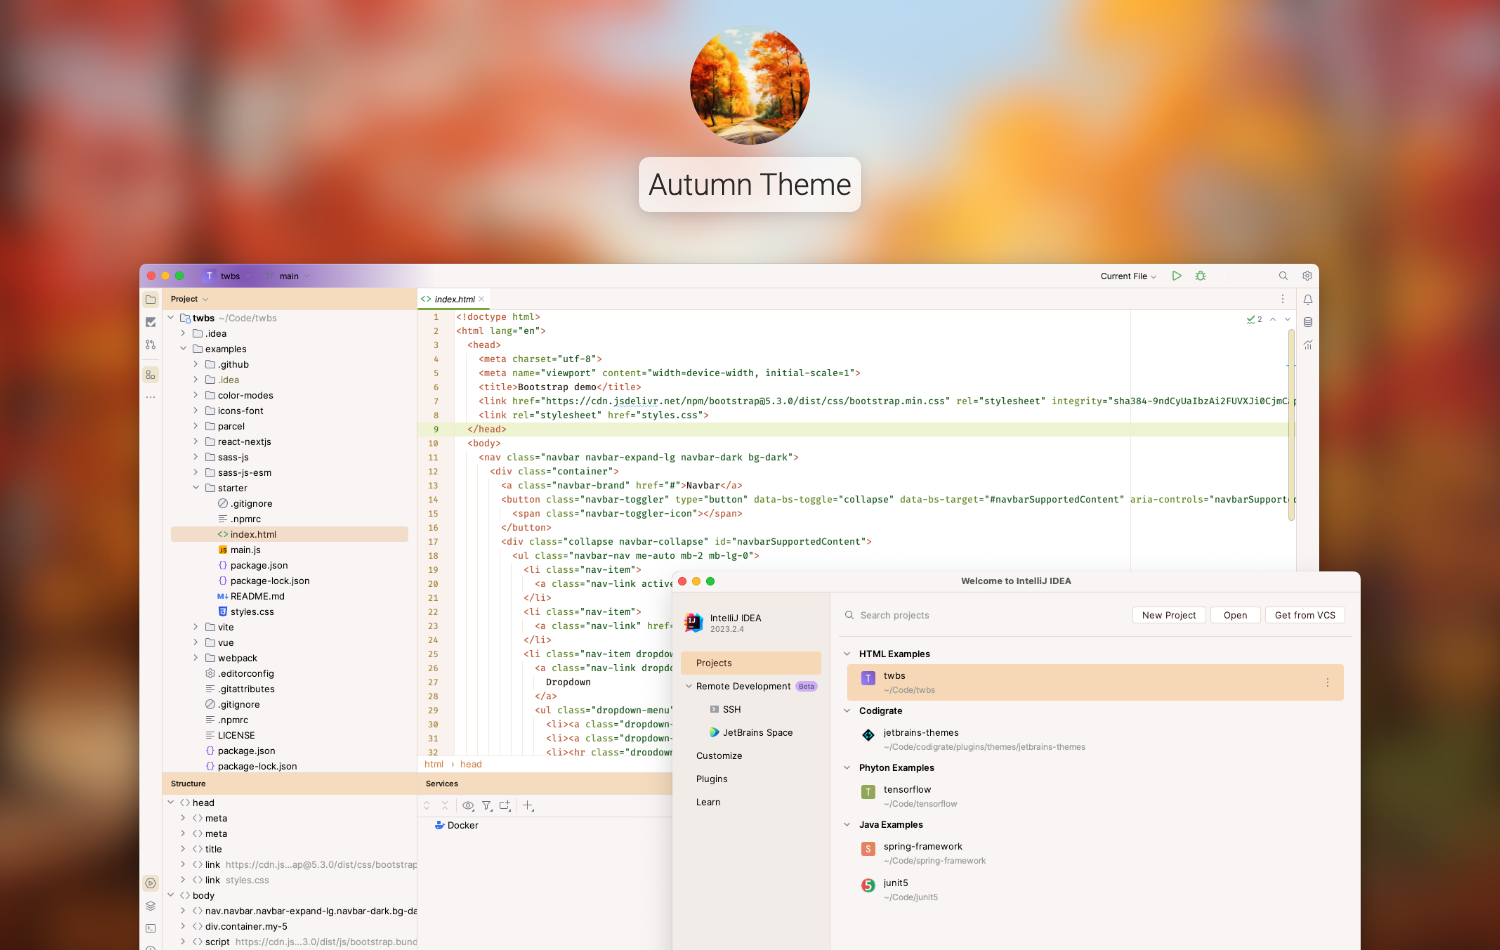 Autumn Theme
T twbs main Current File
Project
index.html
twbs ~/Code/twbs
.idea
examples
.github
.idea
color-modes
icons-font
parcel
react-nextjs
sass-js
sass-js-esm
starter
.gitignore
.npmrc
index.html
JS main.js
package.json
package-lock.json
M↓ README.md
styles.css
vite
vue
webpack
.editorconfig
.gitattributes
.gitignore
.npmrc
LICENSE
package.json
package-lock.json
2
1 <!doctype html>
2 <html lang="en">
3 <head>
4 <meta charset="utf-8">
5 <meta name="viewport" content="width=device-width, initial-scale=1">
6 <title>Bootstrap demo</title>
7 <link href="https://cdn.jsdelivr.net/npm/bootstrap@5.3.0/dist/css/bootstrap.min.css" rel="stylesheet" integrity="sha384-9ndCyUaIbzAi2FUVXJi0CjmCap
8 <link rel="stylesheet" href="styles.css">
9 </head>
10 <body>
11 <nav class="navbar navbar-expand-lg navbar-dark bg-dark">
12 <div class="container">
13 <a class="navbar-brand" href="#">Navbar</a>
14 <button class="navbar-toggler" type="button" data-bs-toggle="collapse" data-bs-target="#navbarSupportedContent" aria-controls="navbarSupported
15 <span class="navbar-toggler-icon"></span>
16 </button>
17 <div class="collapse navbar-collapse" id="navbarSupportedContent">
18 <ul class="navbar-nav me-auto mb-2 mb-lg-0">
19 <li class="nav-item">
20 <a class="nav-link active
21 </li>
22 <li class="nav-item">
23 <a class="nav-link" href=
24 </li>
25 <li class="nav-item dropdow
26 <a class="nav-link dropdo
27 Dropdown
28 </a>
29 <ul class="dropdown-menu"
30 <li><a class="dropdown-
31 <li><a class="dropdown-
32 <li><hr class="dropdown
html › head
Structure
head
meta
meta
title
link https://cdn.js...ap@5.3.0/dist/css/bootstrap
link styles.css
body
nav.navbar.navbar-expand-lg.navbar-dark.bg-da
div.container.my-5
script https://cdn.js...3.0/dist/js/bootstrap.bund
Services
Docker
Welcome to IntelliJ IDEA
IJ IntelliJ IDEA
2023.2.4
Projects
Remote Development Beta
SSH
JetBrains Space
Customize
Plugins
Learn
Search projects New Project Open Get from VCS
HTML Examples
T twbs
~/Code/twbs
Codigrate
jetbrains-themes
~/Code/codigrate/plugins/themes/jetbrains-themes
Phyton Examples
T tensorflow
~/Code/tensorflow
Java Examples
S spring-framework
~/Code/spring-framework
5 junit5
~/Code/junit5